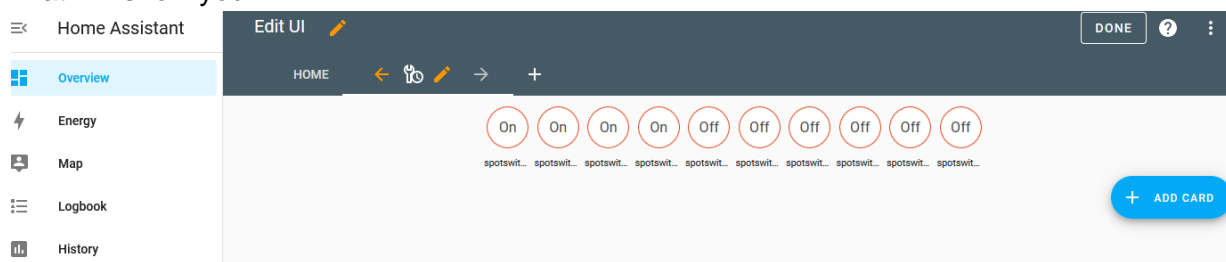 Home Assistant
Edit UI
DONE
HOME
Overview
Energy
Map
Logbook
History
On On On On Off Off Off Off Off Off
spotswit... spotswit... spotswit... spotswit... spotswit... spotswit... spotswit... spotswit... spotswit... spotswit...
+ ADD CARD